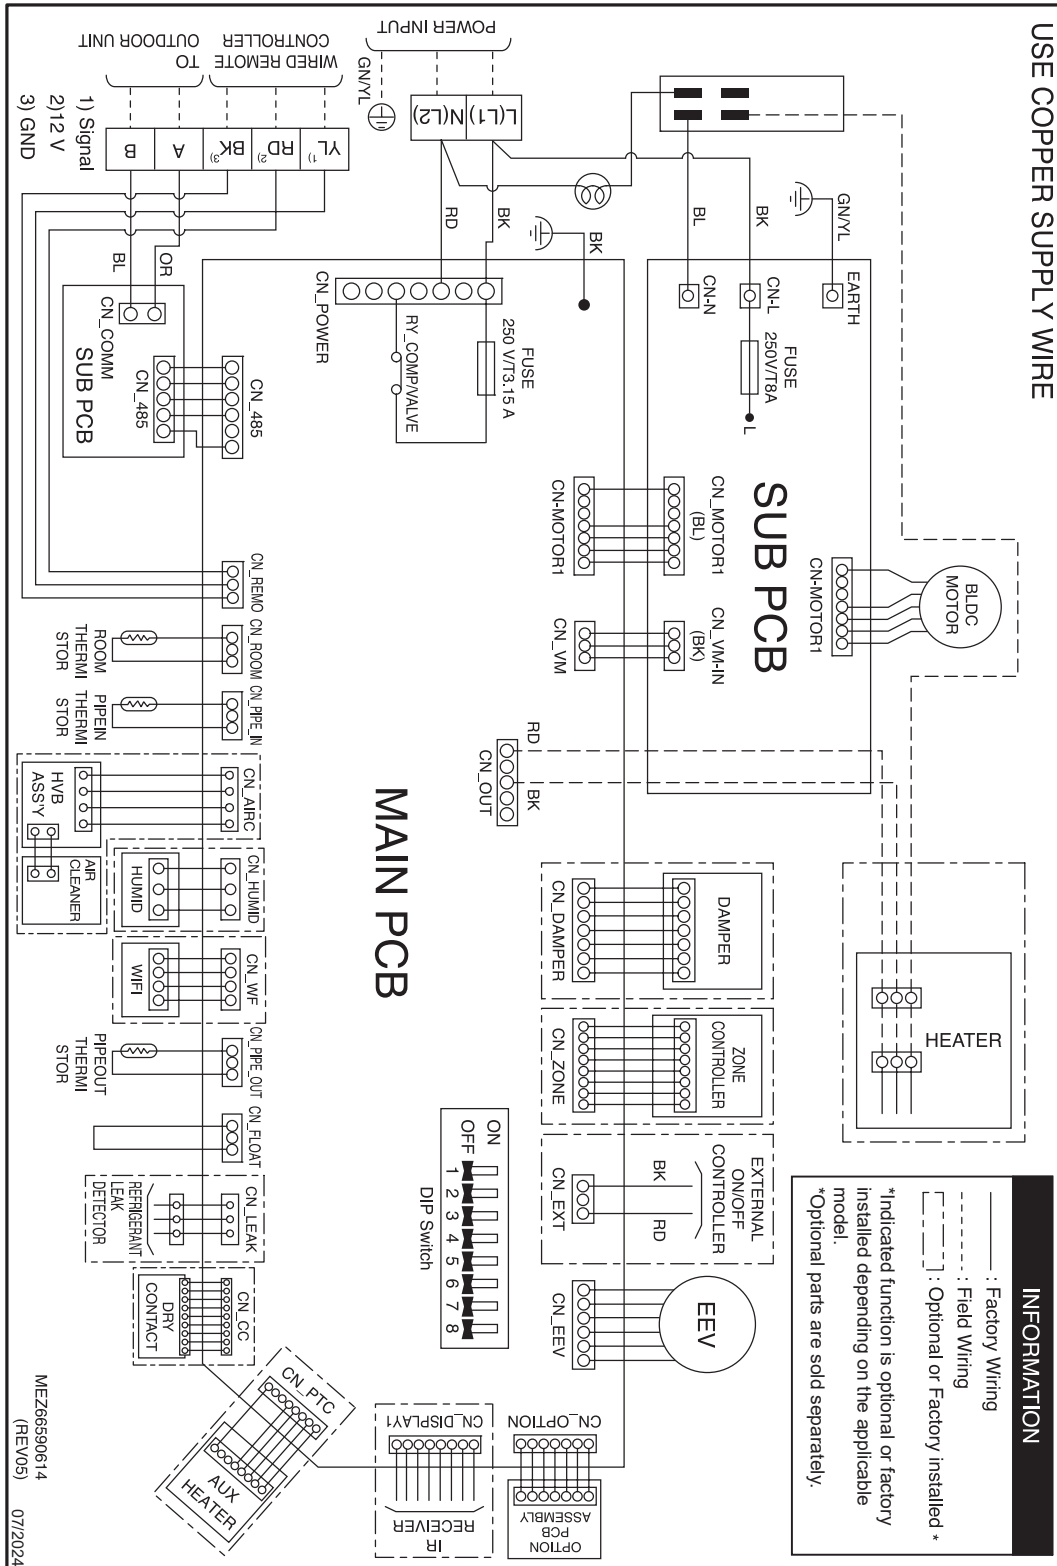 USE COPPER SUPPLY WIRE
POWER INPUT
GN/YL
L(L1)
N(L2)
WIRED REMOTE
CONTROLLER
TO
OUTDOOR UNIT
YL 1)
RD 2)
BK 3)
A
B
1) Signal
2)12 V
3) GND
BL
OR
CN_COMM
SUB PCB
CN_485
CN_485
RD
BK
BK
CN_POWER
RY_COMP/VALVE
FUSE
250 V/T3.15 A
BL
BK
GN/YL
CN-N
CN-L
EARTH
FUSE
250V/T8A
L
SUB PCB
CN_MOTOR1
(BL)
CN-MOTOR1
CN_VM-IN
(BK)
CN_VM
CN-MOTOR1
BLDC
MOTOR
RD
BK
CN_OUT
MAIN PCB
CN_REMO
CN_ROOM
ROOM
THERMI
STOR
CN_PIPE_IN
PIPEIN
THERMI
STOR
CN_AIRC
HVB
ASS'Y
AIR
CLEANER
CN_HUMID
HUMID
CN_WF
WIFI
CN_PIPE_OUT
PIPEOUT
THERMI
STOR
CN_FLOAT
CN_LEAK
REFRIGERANT
LEAK
DETECTOR
CN_CC
DRY
CONTACT
CN_PTC
AUX
HEATER
CN_DISPLAY1
IR
RECEIVER
CN_OPTION
OPTION
PCB
ASSEMBLY
DAMPER
CN_DAMPER
ZONE
CONTROLLER
CN_ZONE
EXTERNAL
ON/OFF
CONTROLLER
BK
RD
CN_EXT
EEV
CN_EEV
ON
OFF
1 2 3 4 5 6 7 8
DIP Switch
HEATER
INFORMATION
: Factory Wiring
: Field Wiring
: Optional or Factory installed *
*Indicated function is optional or factory
installed depending on the applicable
model.
*Optional parts are sold separately.
MEZ66590614
(REV05) 07/2024